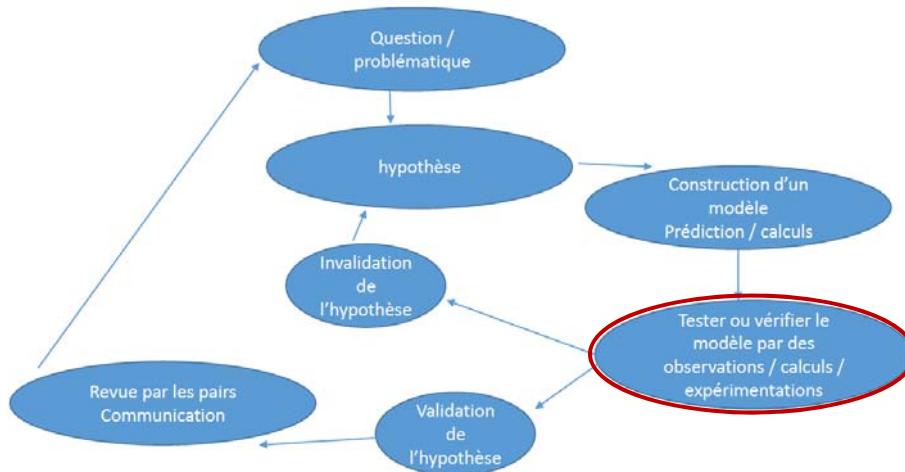 Question /
problématique
hypothèse
Construction d'un
modèle
Prédiction / calculs
Invalidation
de
l'hypothèse
Tester ou vérifier le
modèle par des
observations / calculs /
expérimentations
Revue par les pairs
Communication
Validation
de
l'hypothèse